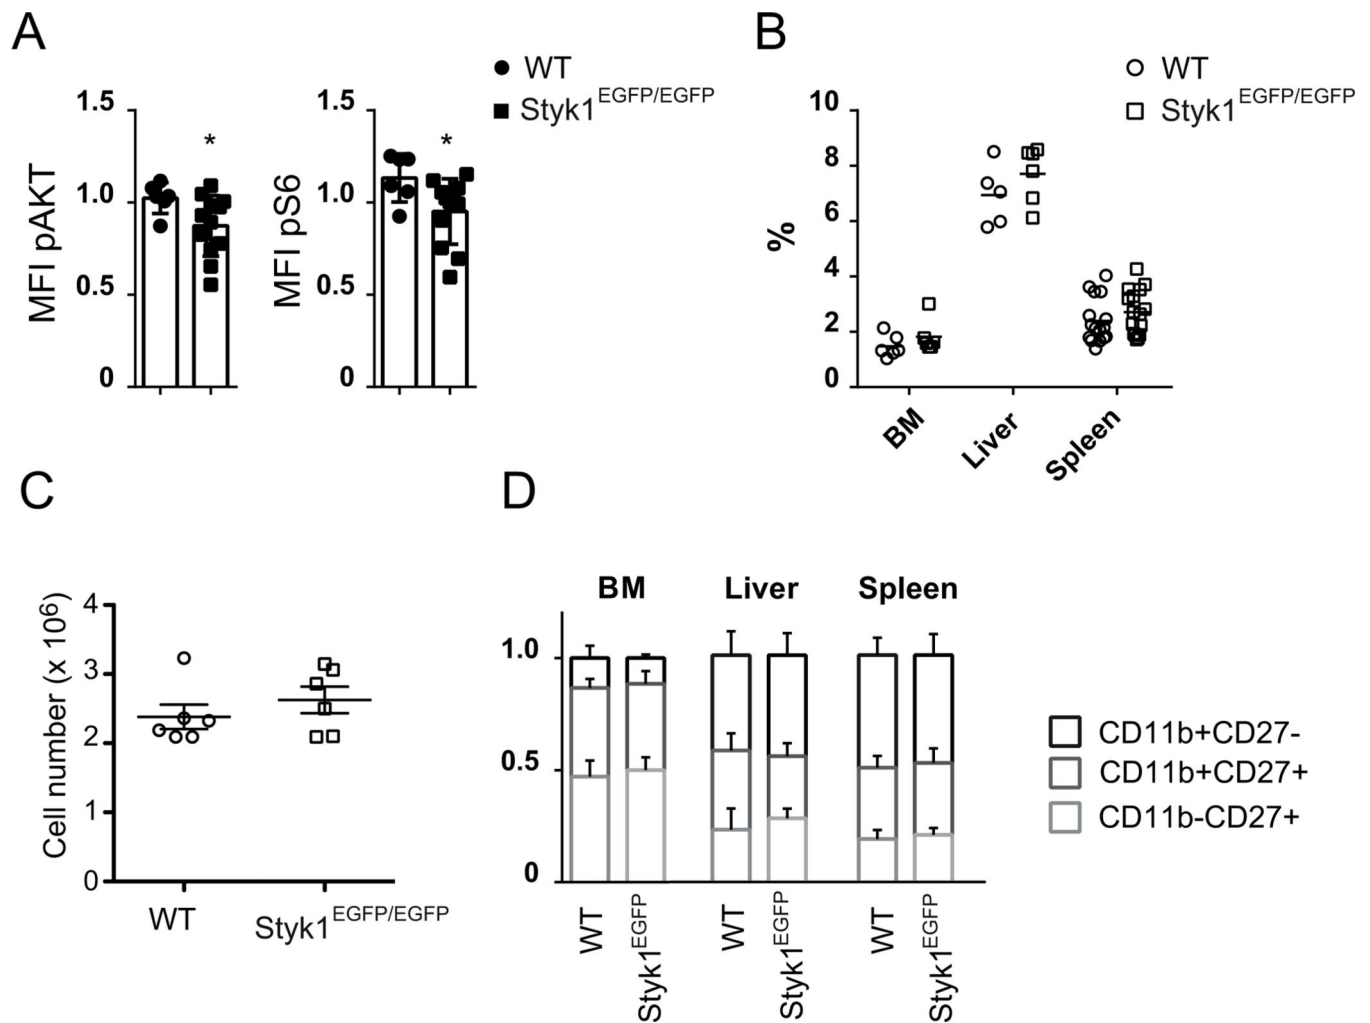 A
WT
Styk1EGFP/EGFP
MFI pAKT
1.5
1.0
0.5
0
*
MFI pS6
1.5
1.0
0.5
0
*
B
WT
Styk1EGFP/EGFP
%
10
8
6
4
2
0
BM
Liver
Spleen
C
Cell number (x 106)
4
3
2
1
0
WT
Styk1EGFP/EGFP
D
BM
Liver
Spleen
1.0
0.5
0
WT
Styk1EGFP
WT
Styk1EGFP
WT
Styk1EGFP
CD11b+CD27-
CD11b+CD27+
CD11b-CD27+